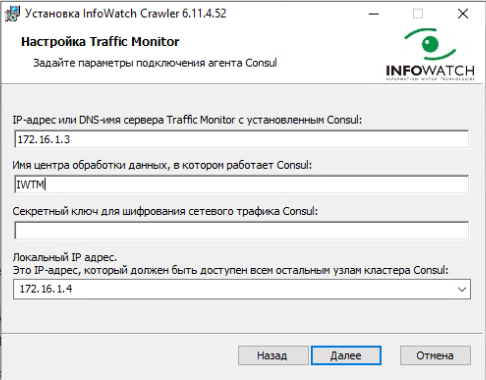 Установка InfoWatch Crawler 6.11.4.52
Настройка Traffic Monitor
Задайте параметры подключения агента Consul
INFOWATCH
INFORMATION WATCH TECHNOLOGIES
IP-адрес или DNS-имя сервера Traffic Monitor с установленным Consul:
172.16.1.3
Имя центра обработки данных, в котором работает Consul:
IWTM
Секретный ключ для шифрования сетевого трафика Consul:
Локальный IP адрес.
Это IP-адрес, который должен быть доступен всем остальным узлам кластера Consul:
172.16.1.4
Назад
Далее
Отмена